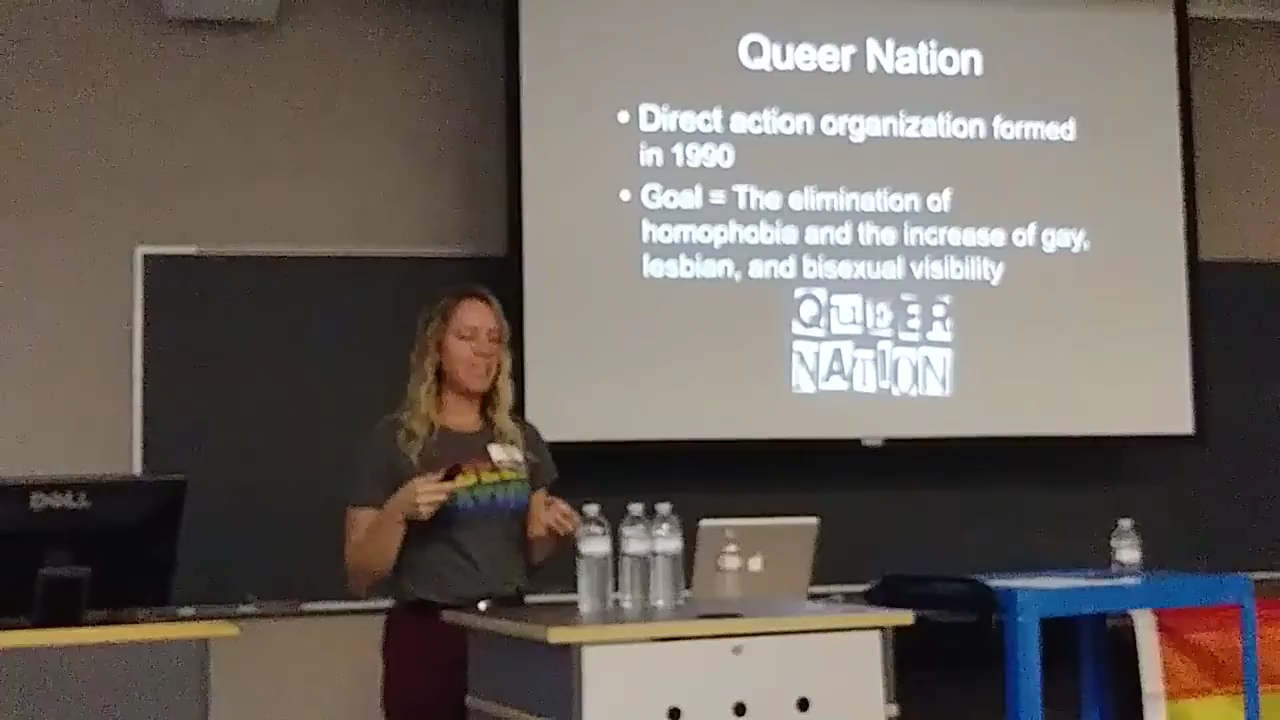 Queer Nation
• Direct action organization formed
in 1990
• Goal = The elimination of
homophobia and the increase of gay,
lesbian, and bisexual visibility
QUEER
NATION
DELL